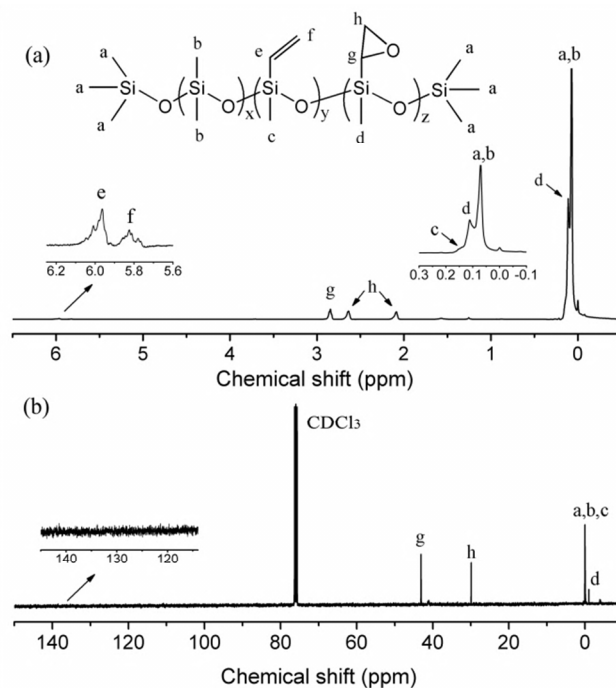 (a)
h
b
f
a
e
a
g
O
a
Si
Si
Si
Si
Si
a
O
O
x
O
y
O
z
a
b
c
d
a
a,b
e
f
6.2 6.0 5.8 5.6
a,b
d
c
0.3 0.2 0.1 0.0 -0.1
d
g
h
6 5 4 3 2 1 0
Chemical shift (ppm)
(b)
CDCl3
140 130 120
g
h
a,b,c
d
140 120 100 80 60 40 20 0
Chemical shift (ppm)